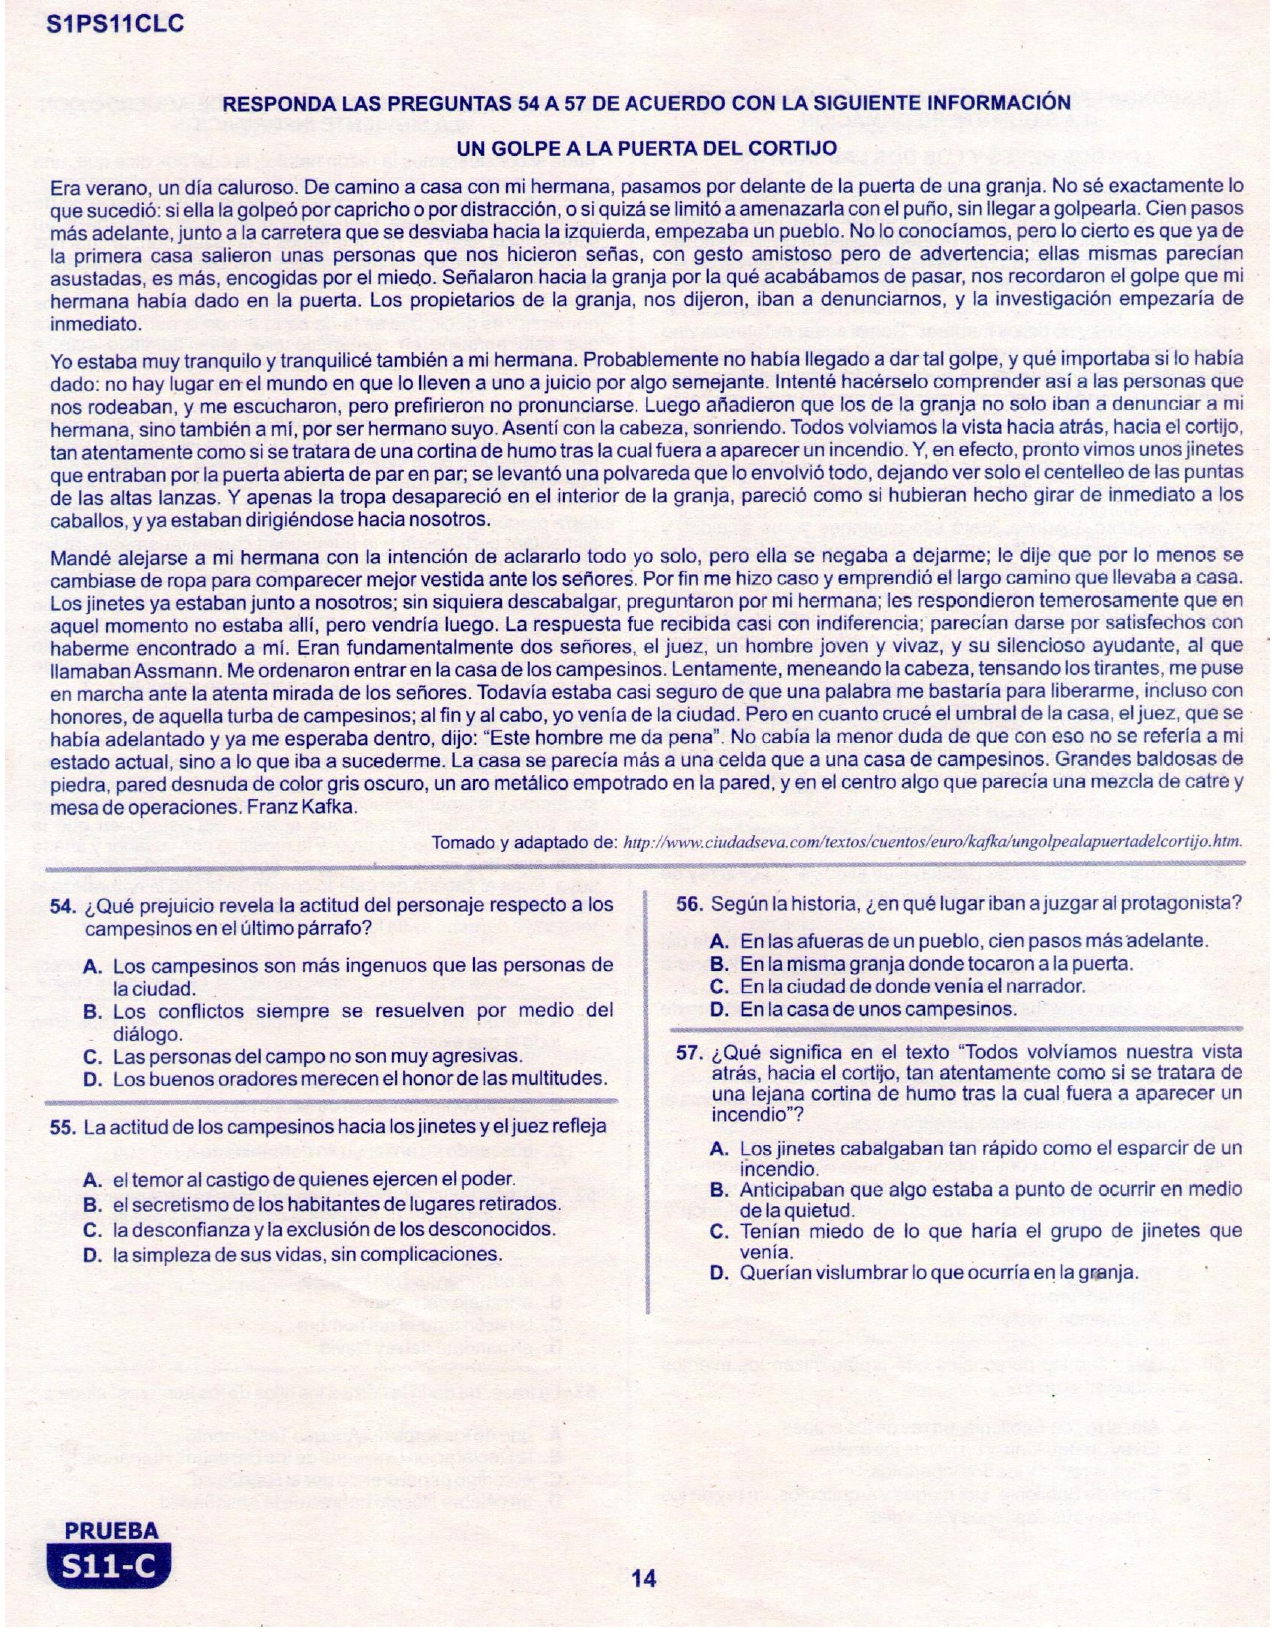 S1PS11CLC
RESPONDA LAS PREGUNTAS 54 A 57 DE ACUERDO CON LA SIGUIENTE INFORMACIÓN
UN GOLPE A LA PUERTA DEL CORTIJO
Era verano, un día caluroso. De camino a casa con mi hermana, pasamos por delante de la puerta de una granja. No sé exactamente lo
que sucedió: si ella la golpeó por capricho o por distracción, o si quizá se limitó a amenazarla con el puño, sin llegar a golpearla. Cien pasos
más adelante, junto a la carretera que se desviaba hacia la izquierda, empezaba un pueblo. No lo conocíamos, pero lo cierto es que ya de
la primera casa salieron unas personas que nos hicieron señas, con gesto amistoso pero de advertencia; ellas mismas parecían
asustadas, es más, encogidas por el miedo. Señalaron hacia la granja por la qué acabábamos de pasar, nos recordaron el golpe que mi
hermana había dado en la puerta. Los propietarios de la granja, nos dijeron, iban a denunciarnos, y la investigación empezaría de
inmediato.
Yo estaba muy tranquilo y tranquilicé también a mi hermana. Probablemente no había llegado a dar tal golpe, y qué importaba si lo había
dado: no hay lugar en el mundo en que lo lleven a uno a juicio por algo semejante. Intenté hacérselo comprender así a las personas que
nos rodeaban, y me escucharon, pero prefirieron no pronunciarse. Luego añadieron que los de la granja no solo iban a denunciar a mi
hermana, sino también a mí, por ser hermano suyo. Asentí con la cabeza, sonriendo. Todos volviamos la vista hacia atrás, hacia el cortijo,
tan atentamente como si se tratara de una cortina de humo tras la cual fuera a aparecer un incendio. Y, en efecto, pronto vimos unos jinetes
que entraban por la puerta abierta de par en par; se levantó una polvareda que lo envolvió todo, dejando ver solo el centelleo de las puntas
de las altas lanzas. Y apenas la tropa desapareció en el interior de la granja, pareció como si hubieran hecho girar de inmediato a los
caballos, y ya estaban dirigiéndose hacia nosotros.
Mandé alejarse a mi hermana con la intención de aclararlo todo yo solo, pero ella se negaba a dejarme; le dije que por lo menos se
cambiase de ropa para comparecer mejor vestida ante los señores. Por fin me hizo caso y emprendió el largo camino que llevaba a casa.
Los jinetes ya estaban junto a nosotros; sin siquiera descabalgar, preguntaron por mi hermana; les respondieron temerosamente que en
aquel momento no estaba allí, pero vendría luego. La respuesta fue recibida casi con indiferencia; parecían darse por satisfechos con
haberme encontrado a mí. Eran fundamentalmente dos señores, el juez, un hombre joven y vivaz, y su silencioso ayudante, al que
llamaban Assmann. Me ordenaron entrar en la casa de los campesinos. Lentamente, meneando la cabeza, tensando los tirantes, me puse
en marcha ante la atenta mirada de los señores. Todavía estaba casi seguro de que una palabra me bastaría para liberarme, incluso con
honores, de aquella turba de campesinos; al fin y al cabo, yo venía de la ciudad. Pero en cuanto crucé el umbral de la casa, el juez, que se
había adelantado y ya me esperaba dentro, dijo: “Este hombre me da pena”. No cabía la menor duda de que con eso no se refería a mi
estado actual, sino a lo que iba a sucederme. La casa se parecía más a una celda que a una casa de campesinos. Grandes baldosas de
piedra, pared desnuda de color gris oscuro, un aro metálico empotrado en la pared, y en el centro algo que parecía una mezcla de catre y
mesa de operaciones. Franz Kafka.
Tomado y adaptado de: http://www.ciudadseva.com/textos/cuentos/euro/kafka/ungolpealapuertadelcortijo.htm.
54. ¿Qué prejuicio revela la actitud del personaje respecto a los
campesinos en el último párrafo?
A. Los campesinos son más ingenuos que las personas de
la ciudad.
B. Los conflictos siempre se resuelven por medio del
diálogo.
C. Las personas del campo no son muy agresivas.
D. Los buenos oradores merecen el honor de las multitudes.
55. La actitud de los campesinos hacia los jinetes y el juez refleja
A. el temor al castigo de quienes ejercen el poder.
B. el secretismo de los habitantes de lugares retirados.
C. la desconfianza y la exclusión de los desconocidos.
D. la simpleza de sus vidas, sin complicaciones.
56. Según la historia, ¿en qué lugar iban a juzgar al protagonista?
A. En las afueras de un pueblo, cien pasos más adelante.
B. En la misma granja donde tocaron a la puerta.
C. En la ciudad de donde venía el narrador.
D. En la casa de unos campesinos.
57. ¿Qué significa en el texto “Todos volvíamos nuestra vista
atrás, hacia el cortijo, tan atentamente como si se tratara de
una lejana cortina de humo tras la cual fuera a aparecer un
incendio”?
A. Los jinetes cabalgaban tan rápido como el esparcir de un
incendio.
B. Anticipaban que algo estaba a punto de ocurrir en medio
de la quietud.
C. Tenían miedo de lo que haría el grupo de jinetes que
venía.
D. Querían vislumbrar lo que ocurría en la granja.
PRUEBA
S11-C
14